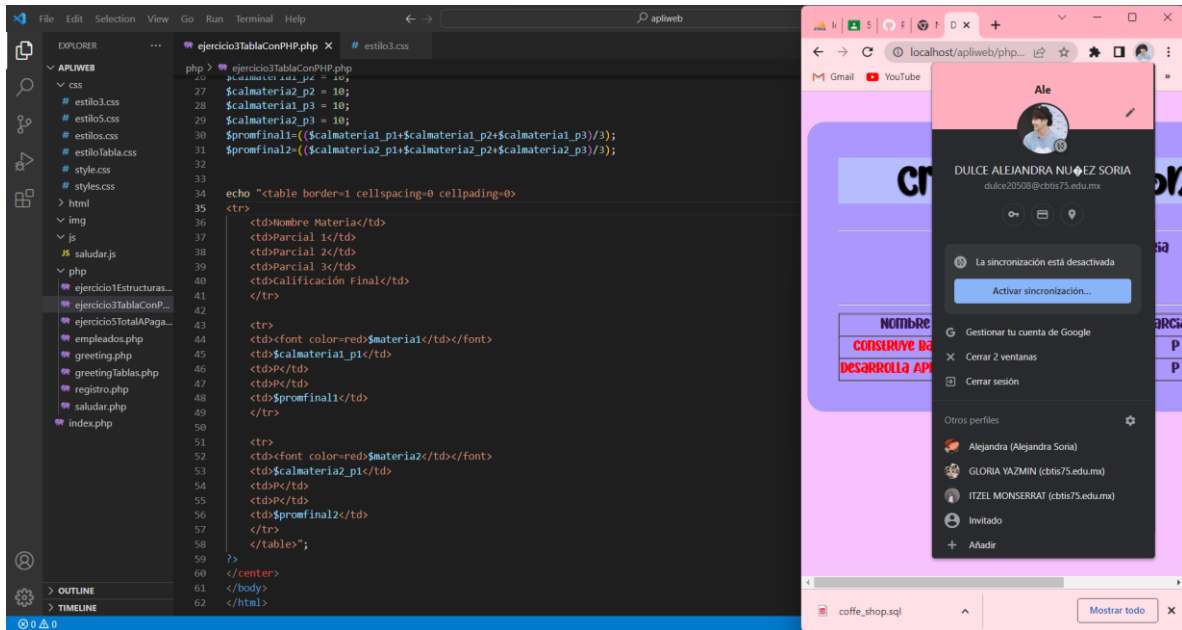 File Edit Selection View Go Run Terminal Help
apliweb
EXPLORER
APLIWEB
css
# estilo3.css
# estilo5.css
# estilos.css
# estiloTabla.css
# style.css
# styles.css
html
img
js
JS saludar.js
php
ejercicio1Estructuras...
ejercicio3TablaConP...
ejercicio5TotalAPaga...
empleados.php
greeting.php
greetingTablas.php
registro.php
saludar.php
index.php
OUTLINE
TIMELINE
0 0
ejercicio3TablaConPHP.php
# estilo3.css
php > ejercicio3TablaConPHP.php
26 $calmateria1_p2 = 10;
27 $calmateria2_p2 = 10;
28 $calmateria1_p3 = 10;
29 $calmateria2_p3 = 10;
30 $promfinal1=(($calmateria1_p1+$calmateria1_p2+$calmateria1_p3)/3);
31 $promfinal2=(($calmateria2_p1+$calmateria2_p2+$calmateria2_p3)/3);
32
33
34 echo "<table border=1 cellspacing=0 cellpading=0>
35 <tr>
36 <td>Nombre Materia</td>
37 <td>Parcial 1</td>
38 <td>Parcial 2</td>
39 <td>Parcial 3</td>
40 <td>Calificación Final</td>
41 </tr>
42
43 <tr>
44 <td><font color=red>$materia1</td></font>
45 <td>$calmateria1_p1</td>
46 <td>P</td>
47 <td>P</td>
48 <td>$promfinal1</td>
49 </tr>
50
51 <tr>
52 <td><font color=red>$materia2</td></font>
53 <td>$calmateria2_p1</td>
54 <td>P</td>
55 <td>P</td>
56 <td>$promfinal2</td>
57 </tr>
58 </table>";
59 ?>
60 </center>
61 </body>
62 </html>
localhost/apliweb/php...
Gmail YouTube
Ale
DULCE ALEJANDRA NU�EZ SORIA
dulce20508@cbtis75.edu.mx
La sincronización está desactivada
Activar sincronización...
Gestionar tu cuenta de Google
Cerrar 2 ventanas
Cerrar sesión
Otros perfiles
Alejandra (Alejandra Soria)
GLORIA YAZMIN (cbtis75.edu.mx)
ITZEL MONSERRAT (cbtis75.edu.mx)
Invitado
Añadir
Nombre
Construye Ba
P
Desarrolla Apl
P
coffe_shop.sql
Mostrar todo